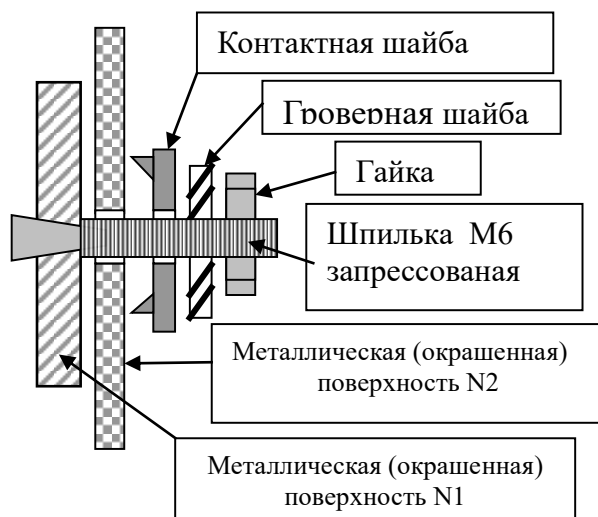 Контактная шайба
Гроверная шайба
Гайка
Шпилька М6
запрессованая
Металлическая (окрашенная)
поверхность N2
Металлическая (окрашенная)
поверхность N1